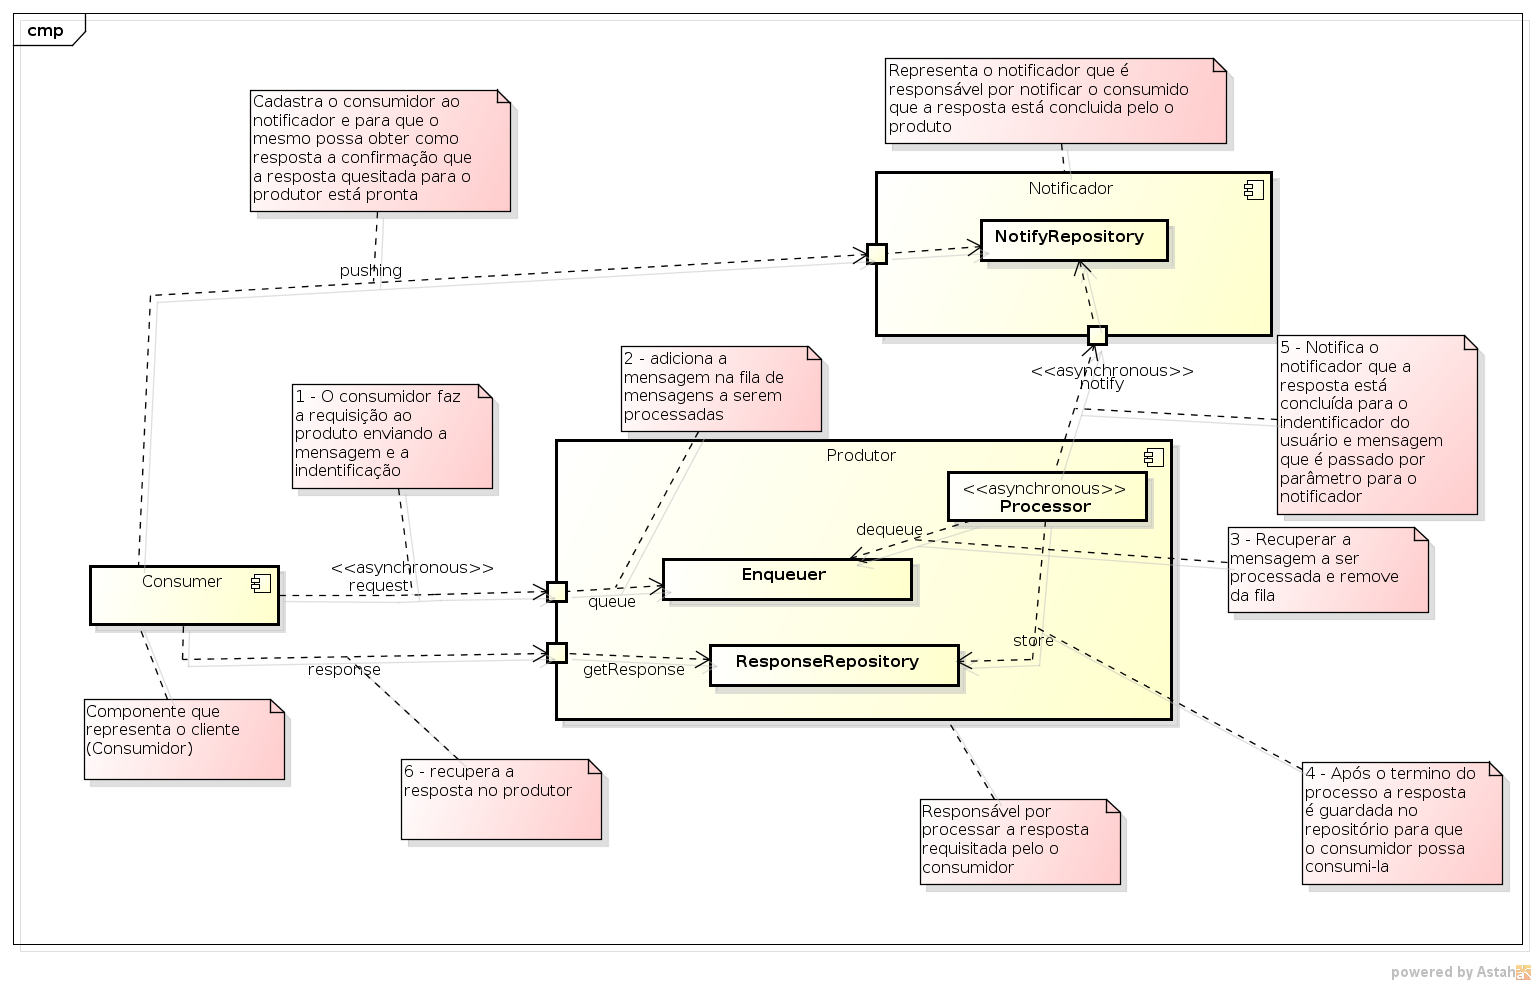 cmp
Representa o notificador que é
responsável por notificar o consumido
que a resposta está concluida pelo o
produto
Cadastra o consumidor ao
notificador e para que o
mesmo possa obter como
resposta a confirmação que
a resposta quesitada para o
produtor está pronta
Notificador
NotifyRepository
pushing
2 - adiciona a
mensagem na fila de
mensagens a serem
processadas
5 - Notifica o
notificador que a
resposta está
concluída para o
indentificador do
usuário e mensagem
que é passado por
parâmetro para o
notificador
<<asynchronous>>
notify
1 - O consumidor faz
a requisição ao
produto enviando a
mensagem e a
indentificação
Produtor
<<asynchronous>>
Processor
dequeue
3 - Recuperar a
mensagem a ser
processada e remove
da fila
Consumer
<<asynchronous>>
request
Enqueuer
queue
store
response
getResponse
ResponseRepository
Componente que
representa o cliente
(Consumidor)
6 - recupera a
resposta no produtor
Responsável por
processar a resposta
requisitada pelo o
consumidor
4 - Após o termino do
processo a resposta
é guardada no
repositório para que
o consumidor possa
consumi-la
powered by Astah